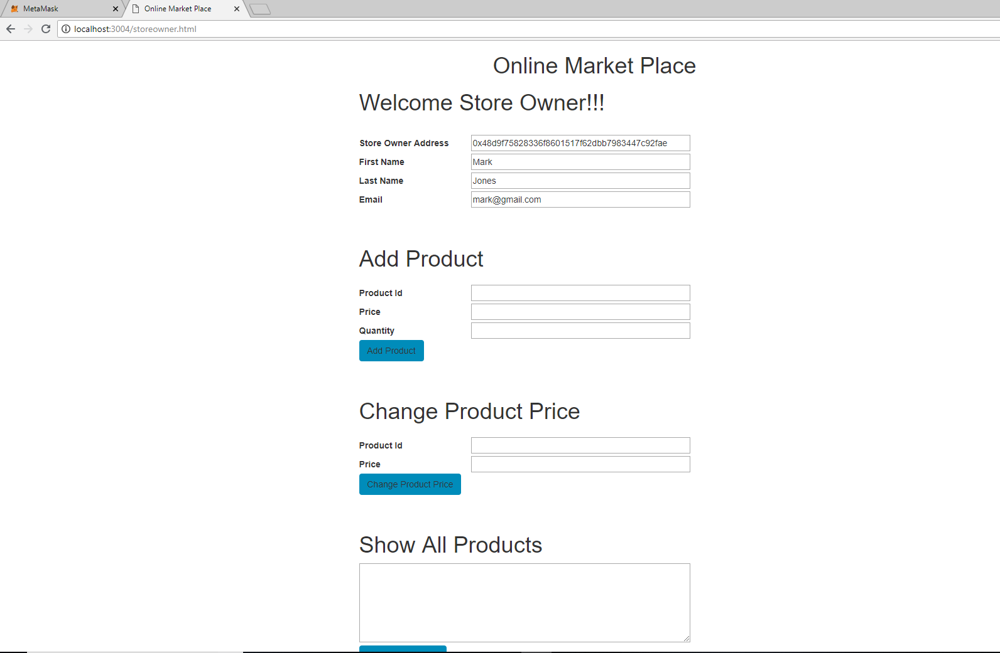 MetaMask
Online Market Place
localhost:3004/storeowner.html
Online Market Place
Welcome Store Owner!!!
Store Owner Address 0x48d9f75828336f8601517f62dbb7983447c92fae
First Name Mark
Last Name Jones
Email mark@gmail.com
Add Product
Product Id
Price
Quantity
Add Product
Change Product Price
Product Id
Price
Change Product Price
Show All Products